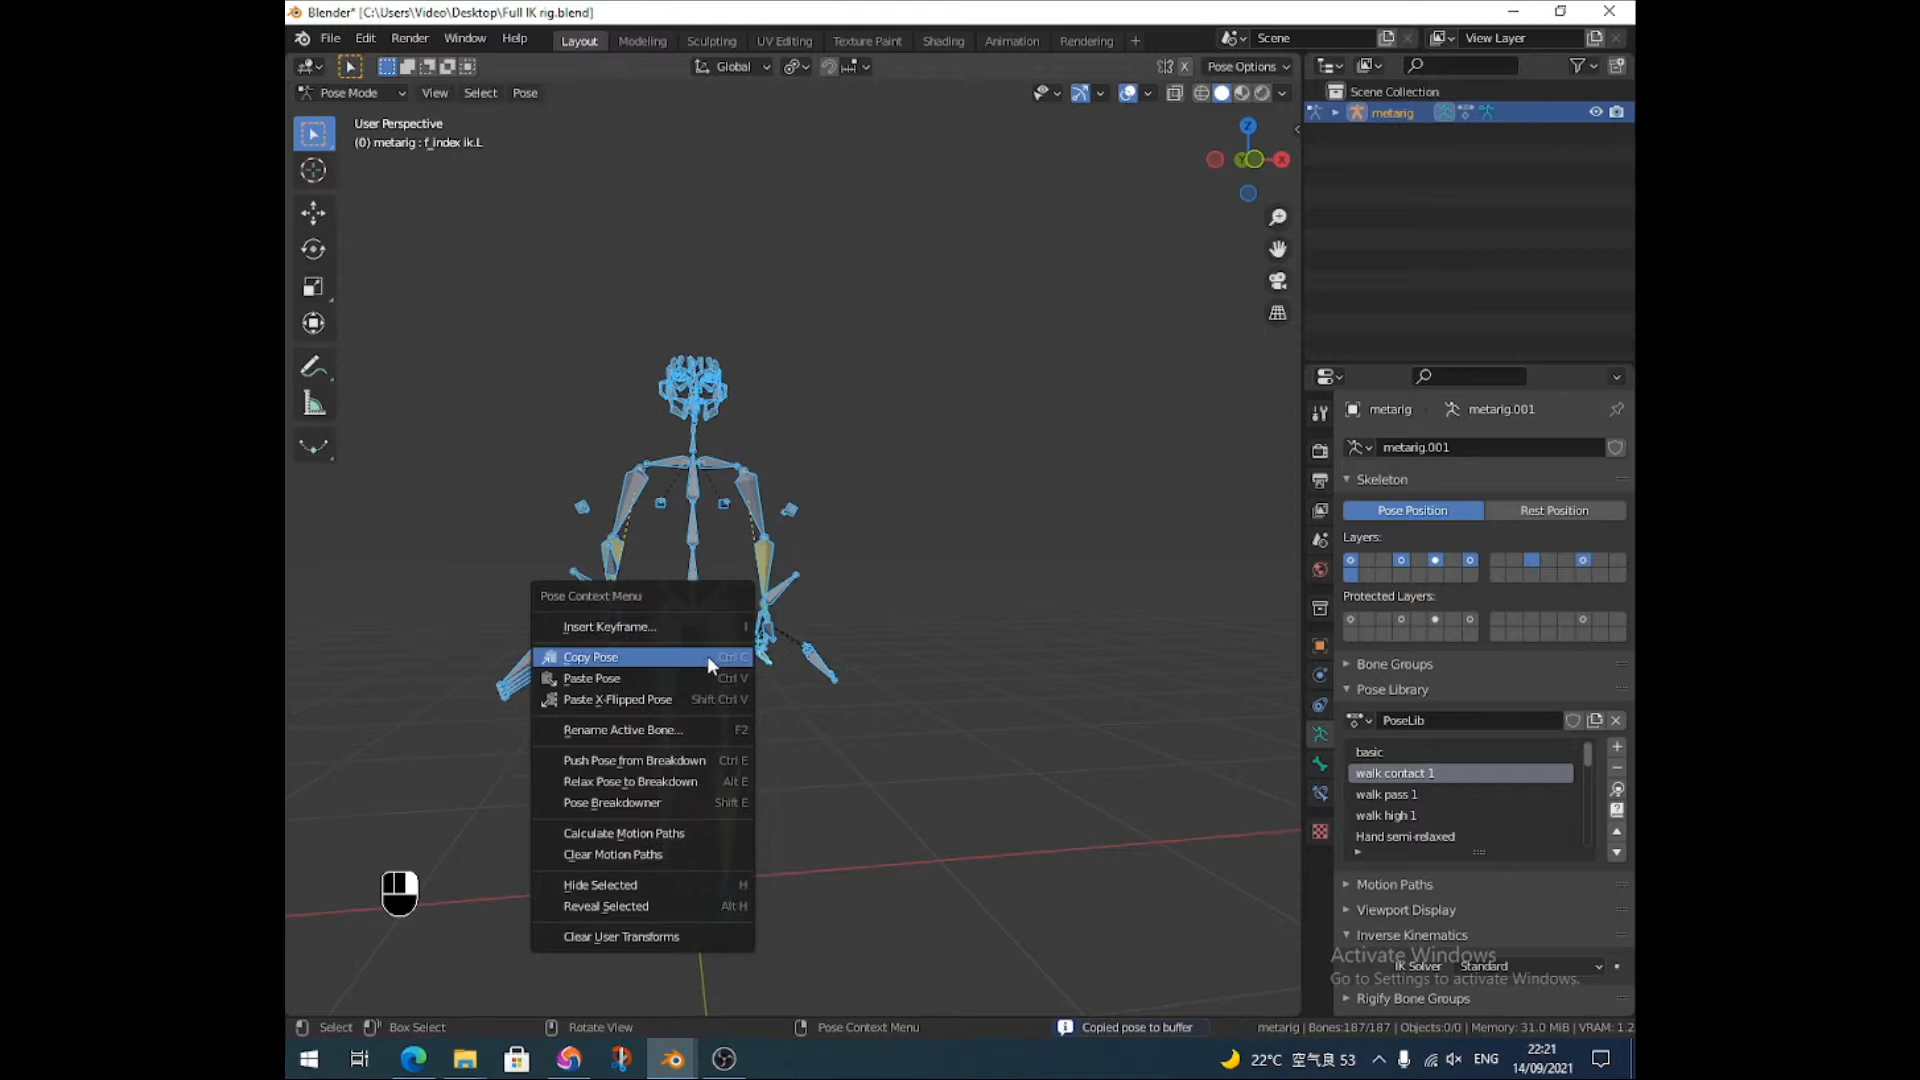 Blender* [C:\Users\Video\Desktop\Full IK rig.blend]
File Edit Render Window Help Layout Modeling Sculpting UV Editing Texture Paint Shading Animation Rendering + Scene View Layer
Global X Pose Options
Pose Mode View Select Pose
Scene Collection
metarig
User Perspective
(0) metarig : f_index ik.L
Z
Y
X
metarig metarig.001
metarig.001
Skeleton
Pose Position Rest Position
Layers:
Protected Layers:
Bone Groups
Pose Library
PoseLib
basic
walk contact 1
walk pass 1
walk high 1
Hand semi-relaxed
Motion Paths
Viewport Display
Inverse Kinematics
IK Solver Standard
Rigify Bone Groups
Activate Windows
Go to Settings to activate Windows.
Pose Context Menu
Insert Keyframe... I
Copy Pose Ctrl C
Paste Pose Ctrl V
Paste X-Flipped Pose Shift Ctrl V
Rename Active Bone... F2
Push Pose from Breakdown Ctrl E
Relax Pose to Breakdown Alt E
Pose Breakdowner Shift E
Calculate Motion Paths
Clear Motion Paths
Hide Selected H
Reveal Selected Alt H
Clear User Transforms
Select Box Select Rotate View Pose Context Menu Copied pose to buffer metarig | Bones:187/187 | Objects:0/0 | Memory: 31.0 MiB | VRAM: 1.2
22°C 空气良 53 ENG 22:21
14/09/2021